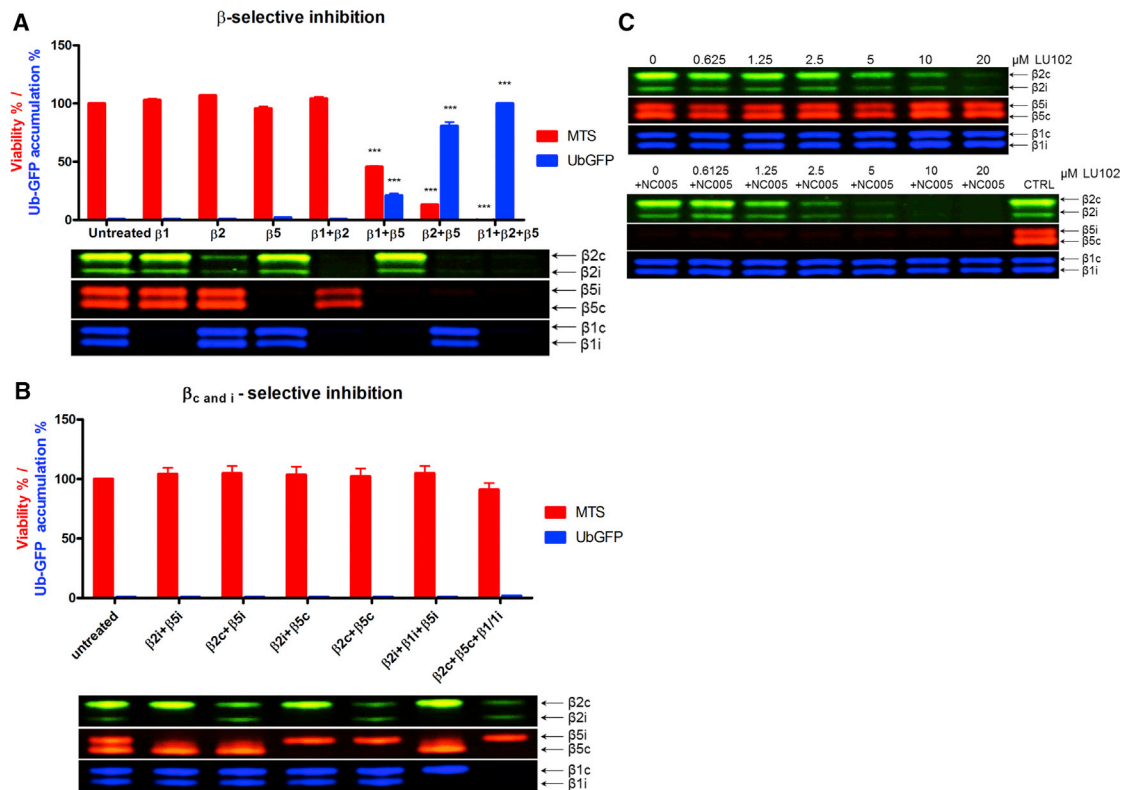 A
β-selective inhibition
Viability % /
Ub-GFP accumulation %
150
100
50
0
*** *** *** *** *** ***
MTS
UbGFP
Untreated β1 β2 β5 β1+β2 β1+β5 β2+β5 β1+β2+β5
β2c
β2i
β5i
β5c
β1c
β1i
B
βc and i - selective inhibition
Viability % /
Ub-GFP accumulation %
150
100
50
0
MTS
UbGFP
untreated
β2i+β5i
β2c+β5i
β2i+β5c
β2c+β5c
β2i+β1i+β5i
β2c+β5c+β1/1i
β2c
β2i
β5i
β5c
β1c
β1i
C
0 0.625 1.25 2.5 5 10 20 µM LU102
β2c
β2i
β5i
β5c
β1c
β1i
0 0.6125 1.25 2.5 5 10 20 µM LU102
+NC005 +NC005 +NC005 +NC005 +NC005 +NC005 +NC005 CTRL
β2c
β2i
β5i
β5c
β1c
β1i